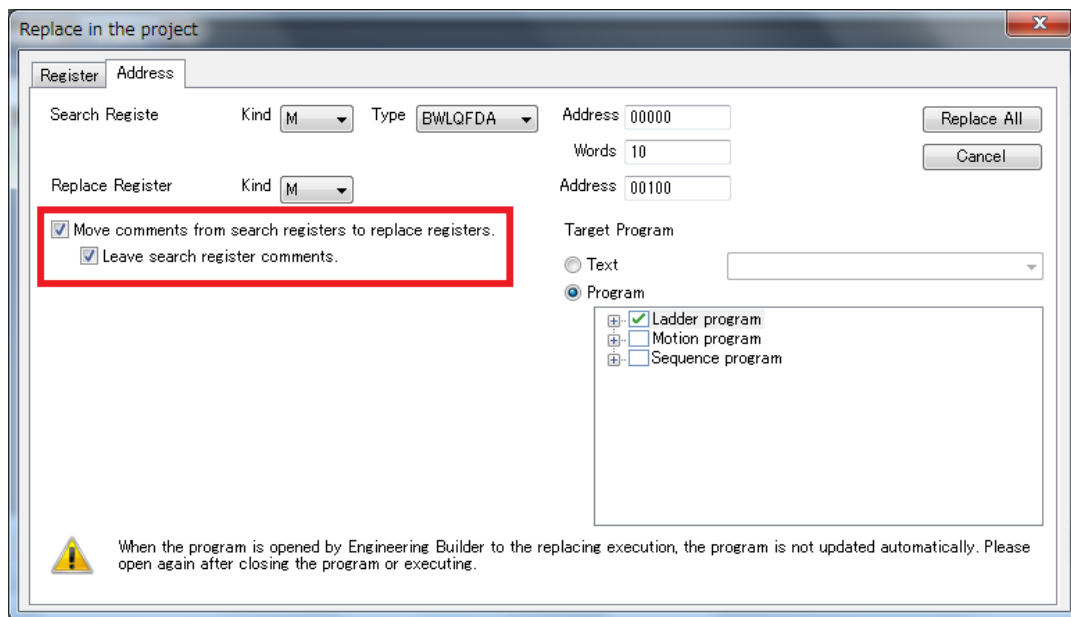 Replace in the project
Register Address
Search Registe Kind M Type BWLQFDA Address 00000 Replace All
Words 10 Cancel
Replace Register Kind M Address 00100
Move comments from search registers to replace registers. Target Program
Leave search register comments.
Text
Program
Ladder program
Motion program
Sequence program
When the program is opened by Engineering Builder to the replacing execution, the program is not updated automatically. Please
open again after closing the program or executing.